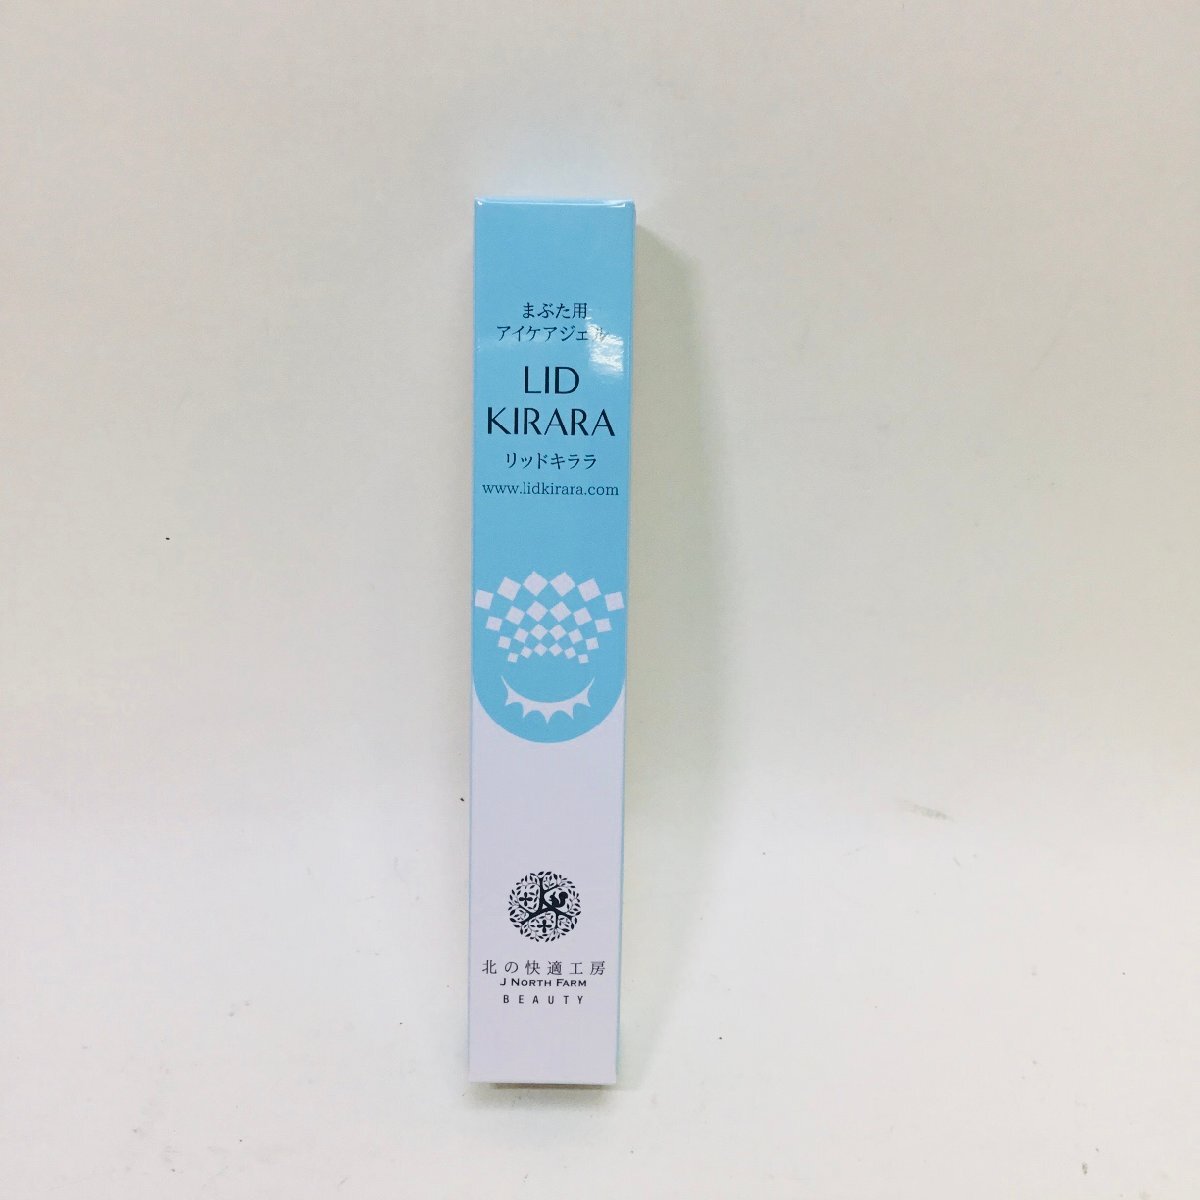 まぶた用
アイケアジェル
LID
KIRARA
リッドキララ
www.lidkirara.com
北の快適工房
J NORTH FARM
BEAUTY